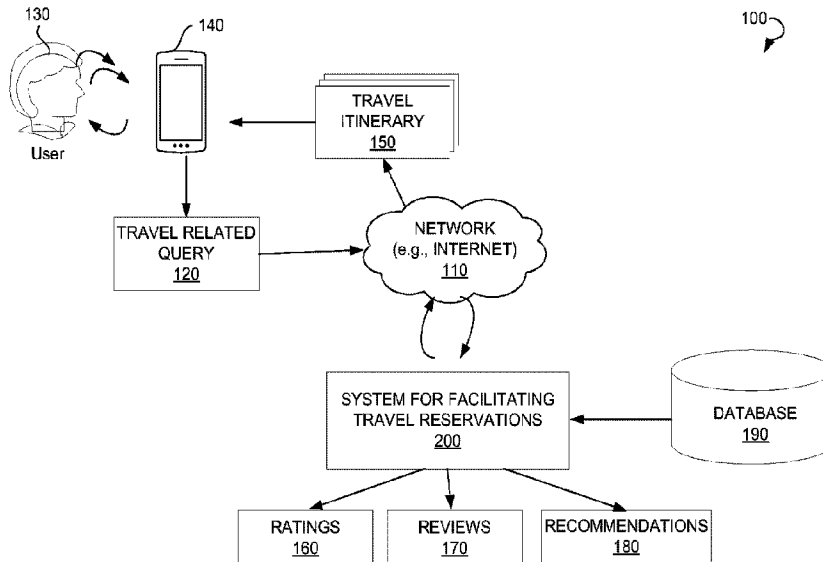 130
140
100
User
TRAVEL
ITINERARY
150
TRAVEL RELATED
QUERY
120
NETWORK
(e.g., INTERNET)
110
SYSTEM FOR FACILITATING
TRAVEL RESERVATIONS
200
DATABASE
190
RATINGS
160
REVIEWS
170
RECOMMENDATIONS
180